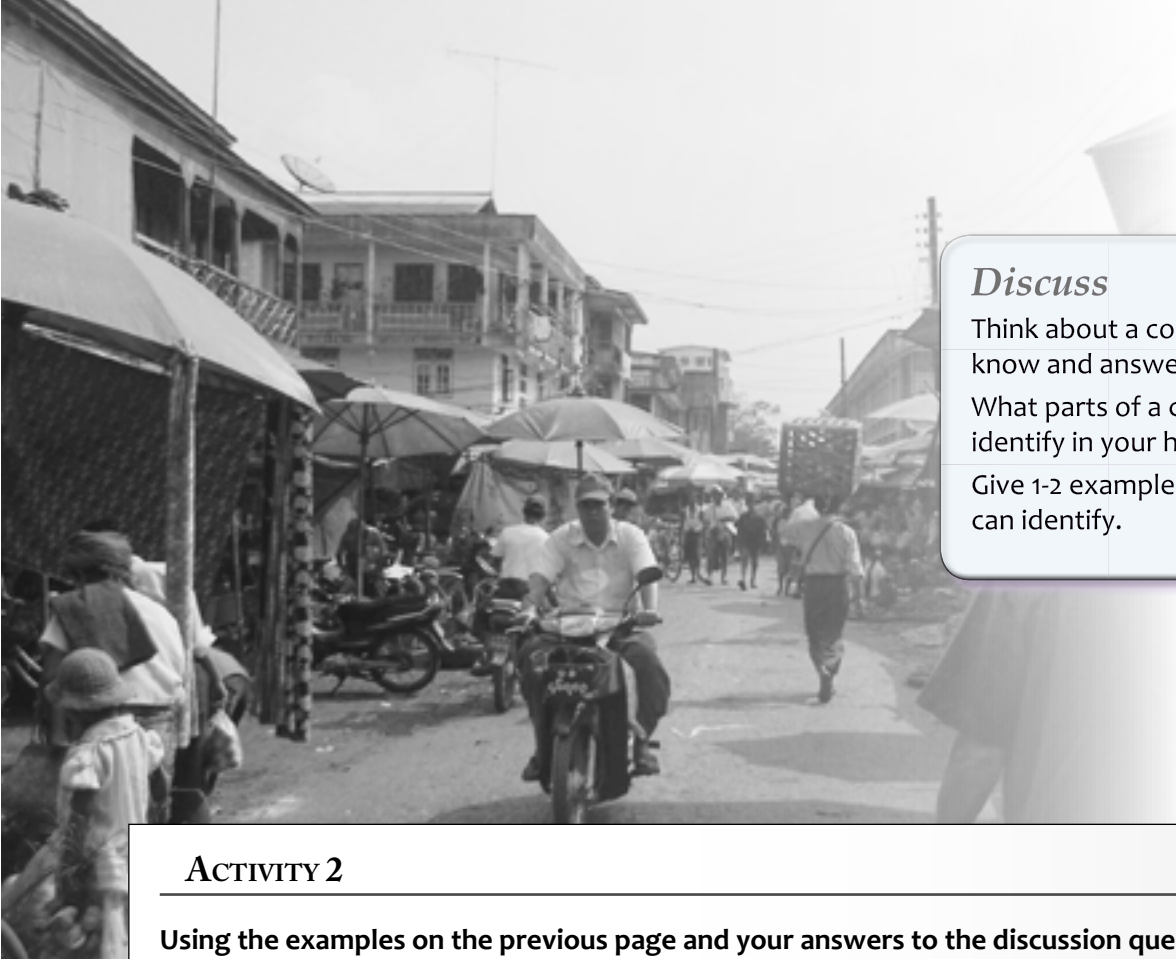 Discuss
Think about a co
know and answe
What parts of a c
identify in your h
Give 1-2 example
can identify.
ACTIVITY 2
Using the examples on the previous page and your answers to the discussion que